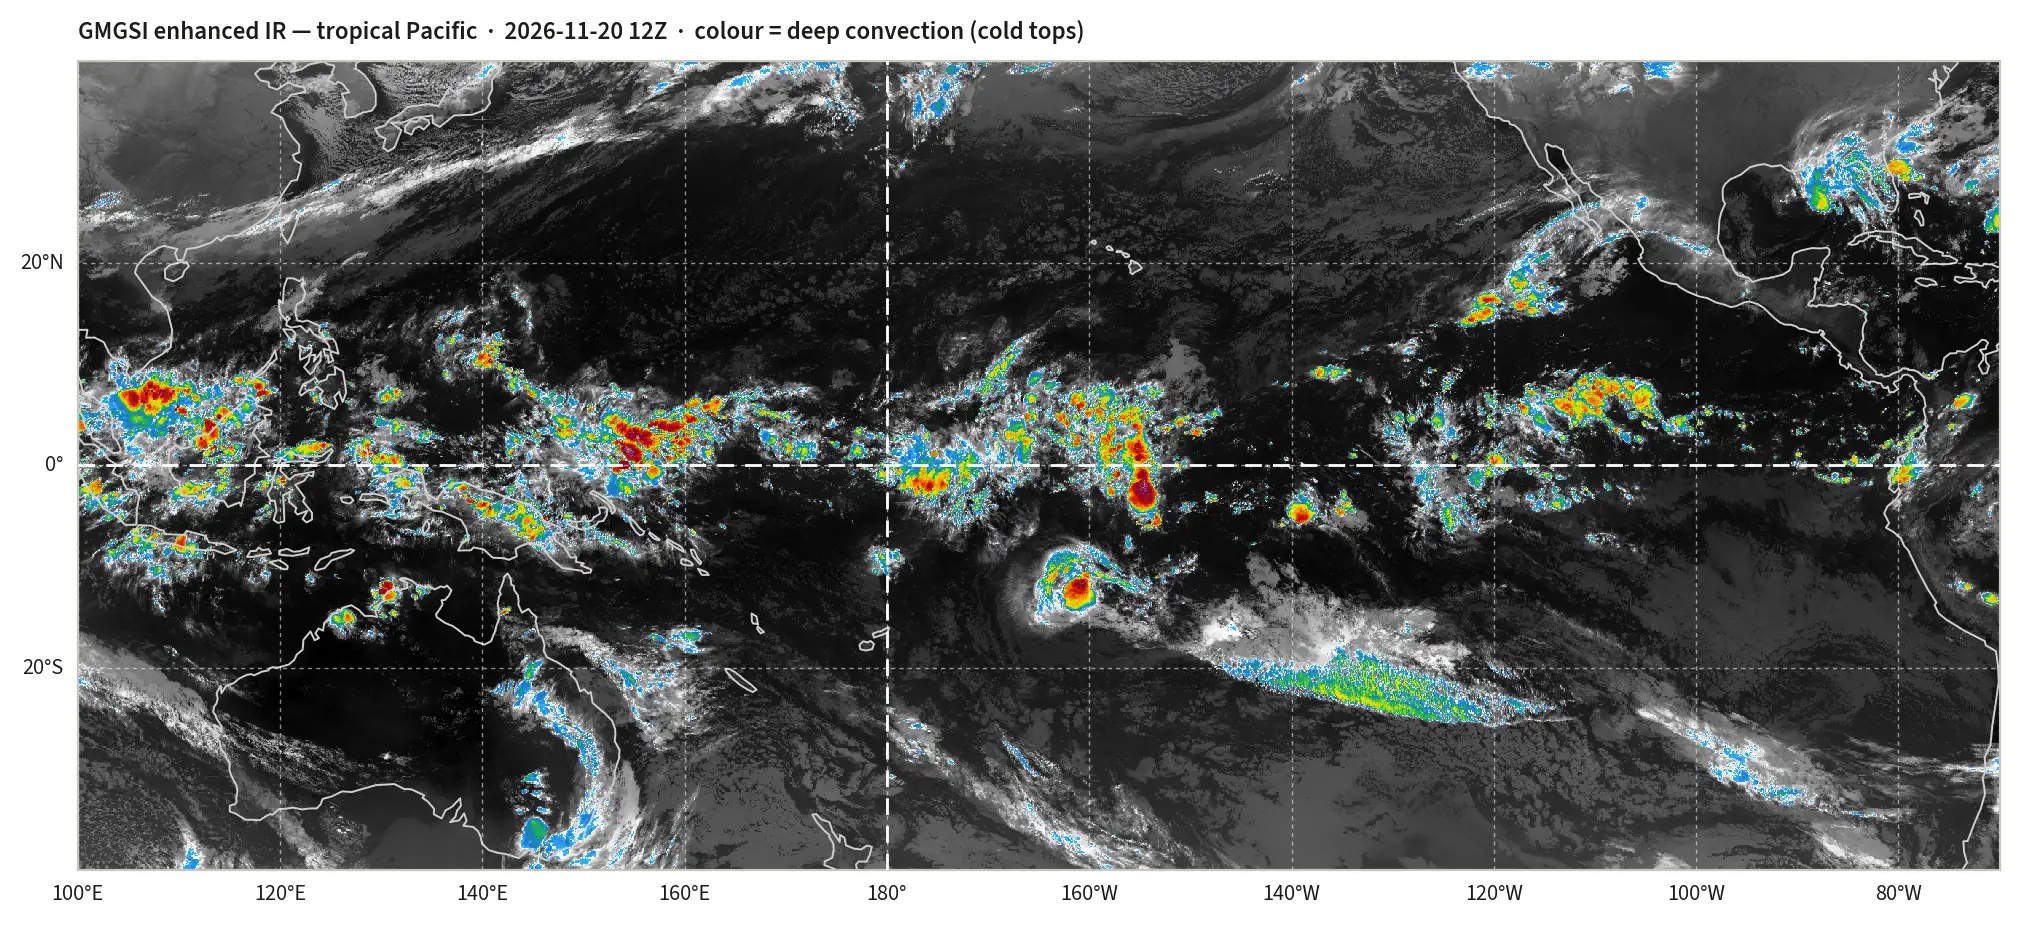 GMGSI enhanced IR — tropical Pacific · 2026-11-20 12Z · colour = deep convection (cold tops)
20°N
0°
20°S
100°E 120°E 140°E 160°E 180° 160°W 140°W 120°W 100°W 80°W